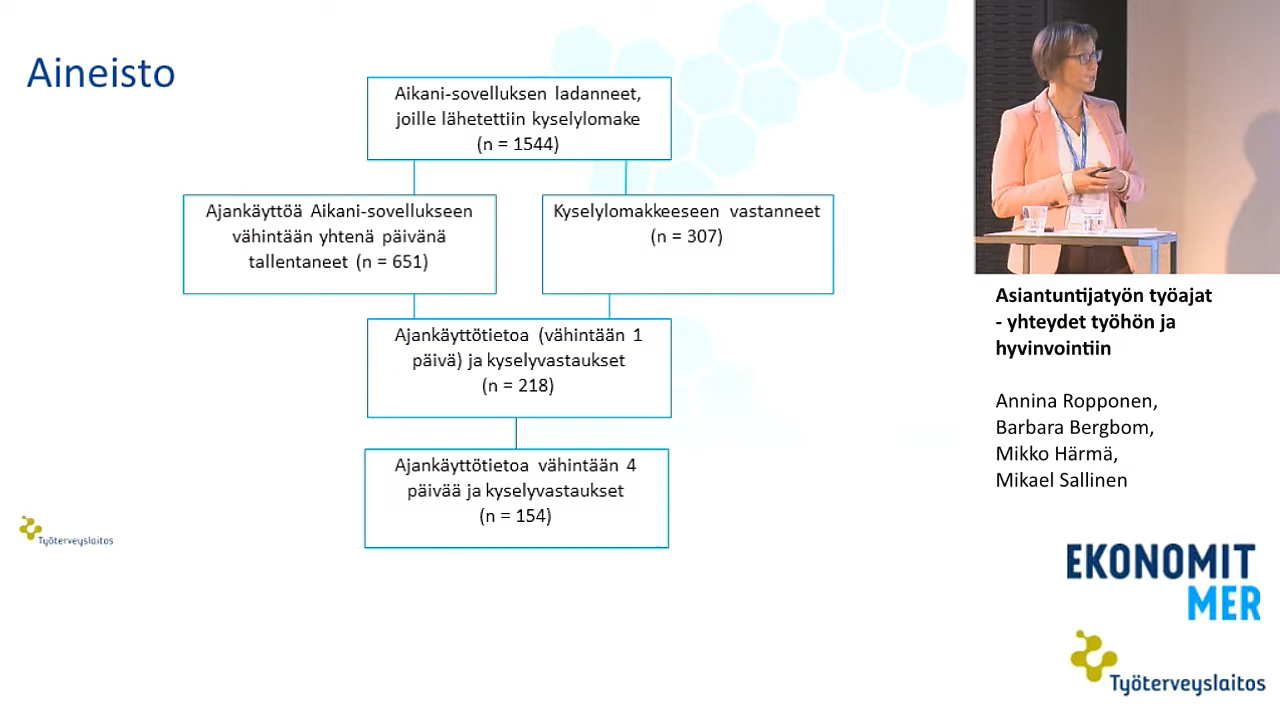 Aineisto
Aikani-sovelluksen ladanneet,
joille lähetettiin kyselylomake
(n = 1544)
Ajankäyttöä Aikani-sovellukseen
vähintään yhtenä päivänä
tallentaneet (n = 651)
Kyselylomakkeeseen vastanneet
(n = 307)
Ajankäyttötietoa (vähintään 1
päivä) ja kyselyvastaukset
(n = 218)
Ajankäyttötietoa vähintään 4
päivää ja kyselyvastaukset
(n = 154)
Työterveyslaitos
Asiantuntijatyön työajat
- yhteydet työhön ja
hyvinvointiin
Annina Ropponen,
Barbara Bergbom,
Mikko Härmä,
Mikael Sallinen
EKONOMIT
MER
Työterveyslaitos